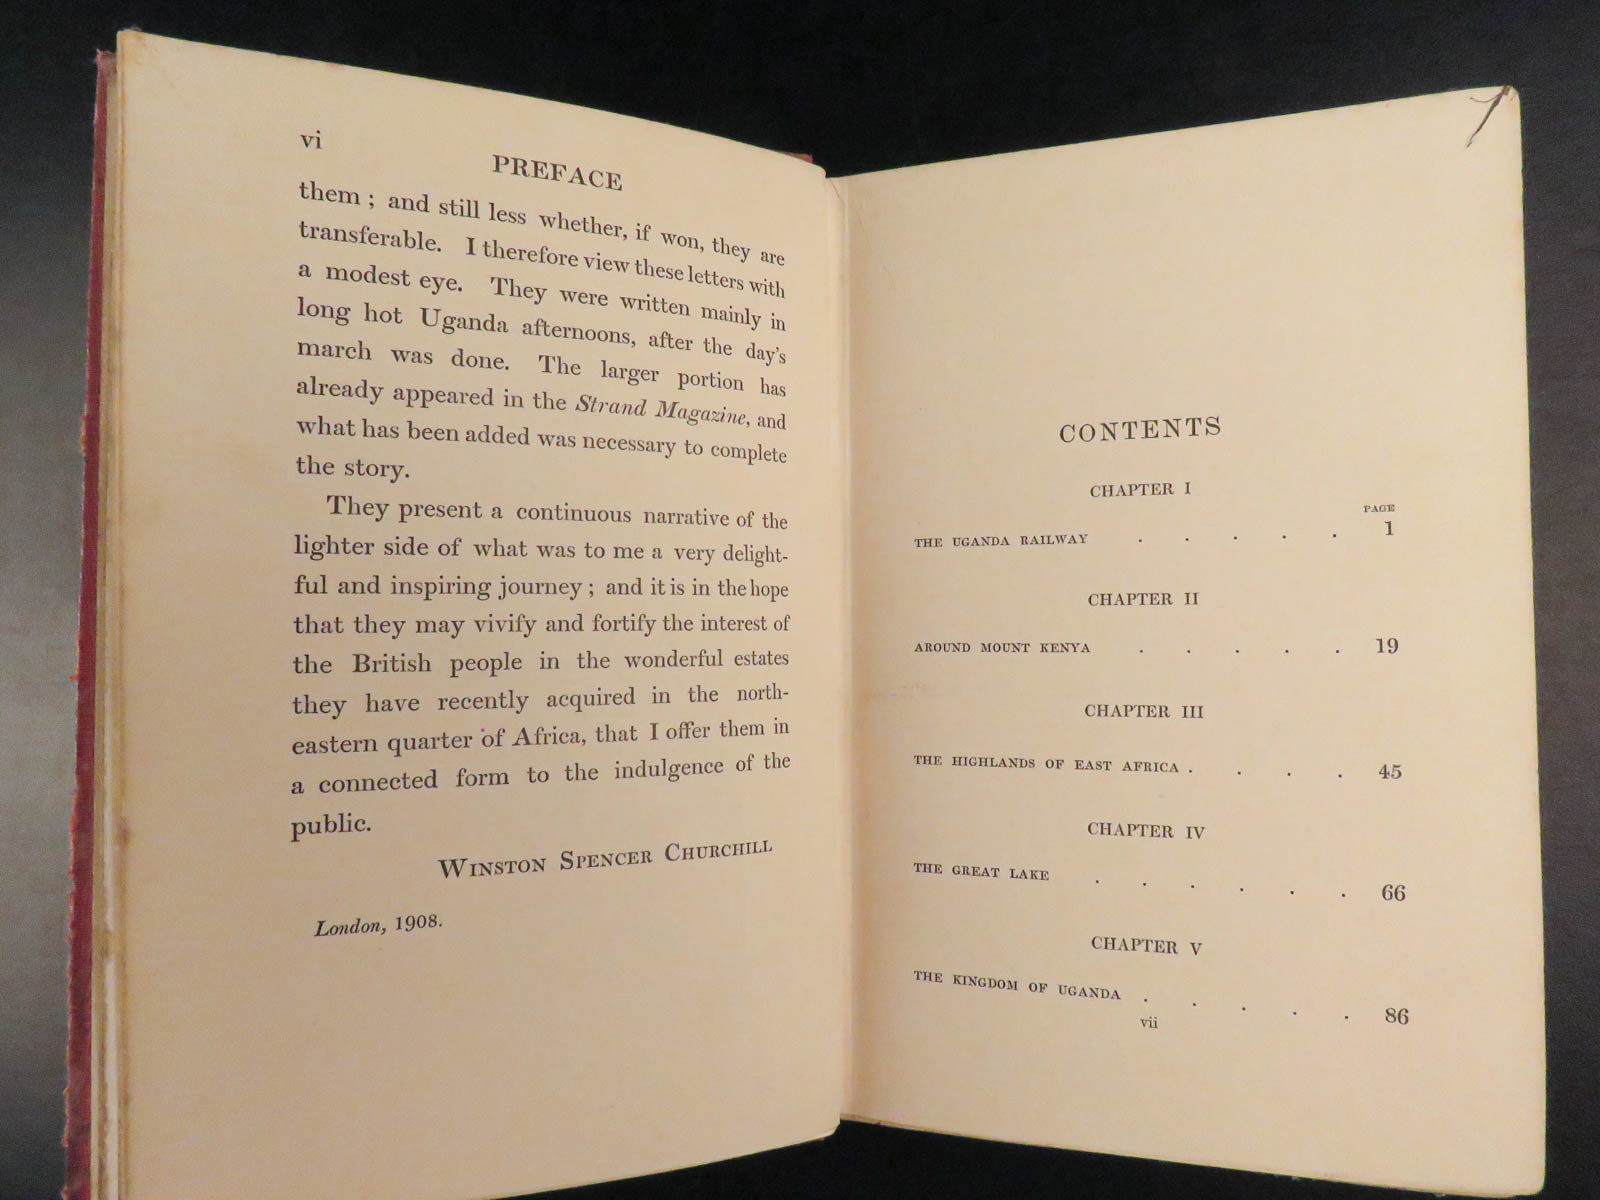 vi
PREFACE
them ; and still less whether, if won, they are
transferable. I therefore view these letters with
a modest eye. They were written mainly in
long hot Uganda afternoons, after the day's
march was done. The larger portion has
already appeared in the Strand Magazine, and
what has been added was necessary to complete
the story.
They present a continuous narrative of the
lighter side of what was to me a very delight-
ful and inspiring journey ; and it is in the hope
that they may vivify and fortify the interest of
the British people in the wonderful estates
they have recently acquired in the north-
eastern quarter of Africa, that I offer them in
a connected form to the indulgence of the
public.
WINSTON SPENCER CHURCHILL
London, 1908.
CONTENTS
CHAPTER I
PAGE
THE UGANDA RAILWAY . . . . . 1
CHAPTER II
AROUND MOUNT KENYA . . . . . 19
CHAPTER III
THE HIGHLANDS OF EAST AFRICA . . . . 45
CHAPTER IV
THE GREAT LAKE . . . . . . 66
CHAPTER V
THE KINGDOM OF UGANDA . . . . . 86
vii